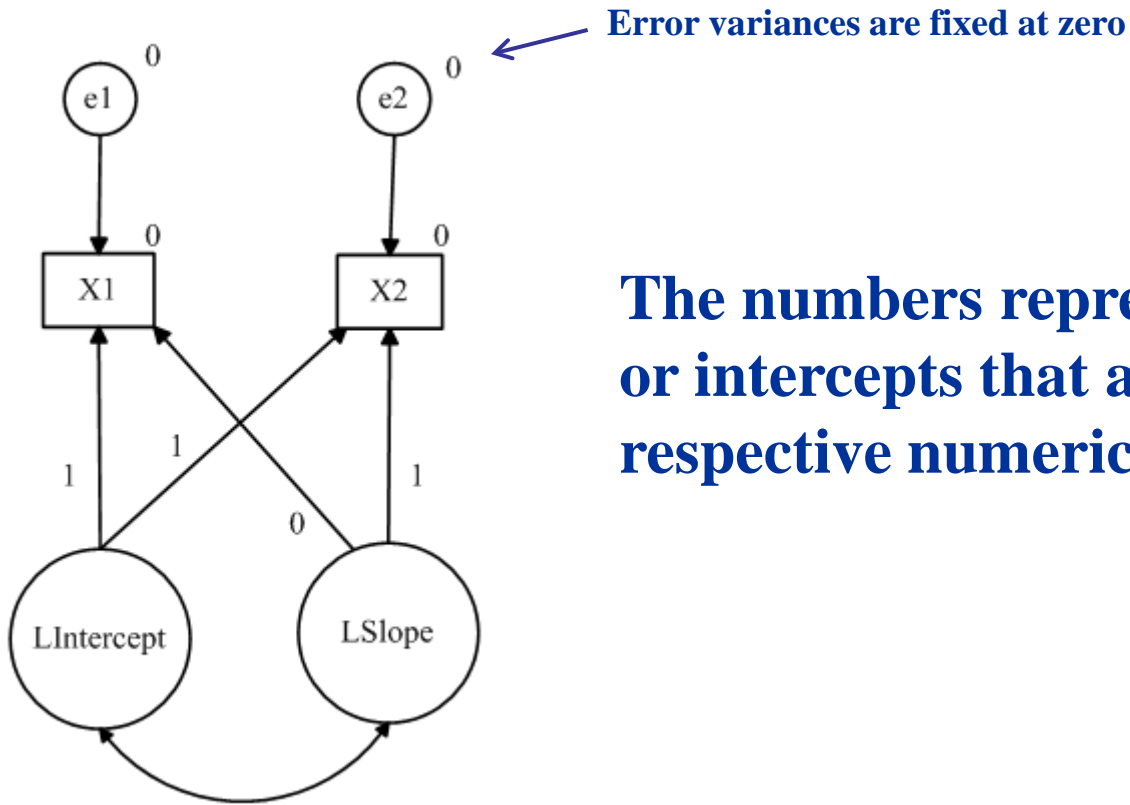 Error variances are fixed at zero
0
0
e1
e2
0
0
X1
X2
The numbers repre
or intercepts that a
respective numeric
1
1
0
1
LIntercept
LSlope